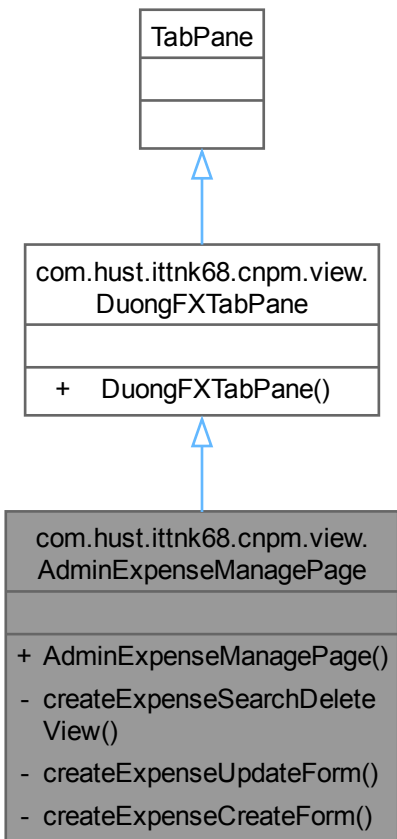 TabPane
com.hust.ittnk68.cnpm.view.
DuongFXTabPane
+ DuongFXTabPane()
com.hust.ittnk68.cnpm.view.
AdminExpenseManagePage
+ AdminExpenseManagePage()
- createExpenseSearchDelete
View()
- createExpenseUpdateForm()
- createExpenseCreateForm()